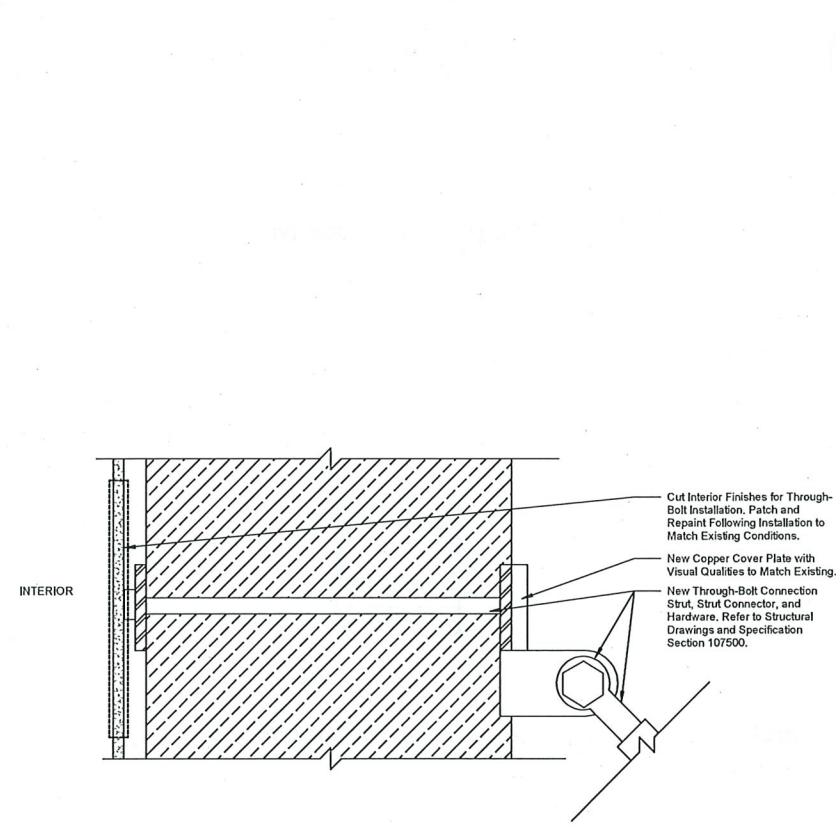 Cut Interior Finishes for Through-
Bolt Installation. Patch and
Repaint Following Installation to
Match Existing Conditions.
New Copper Cover Plate with
Visual Qualities to Match Existing.
INTERIOR
New Through-Bolt Connection
Strut, Strut Connector, and
Hardware. Refer to Structural
Drawings and Specification
Section 107500.